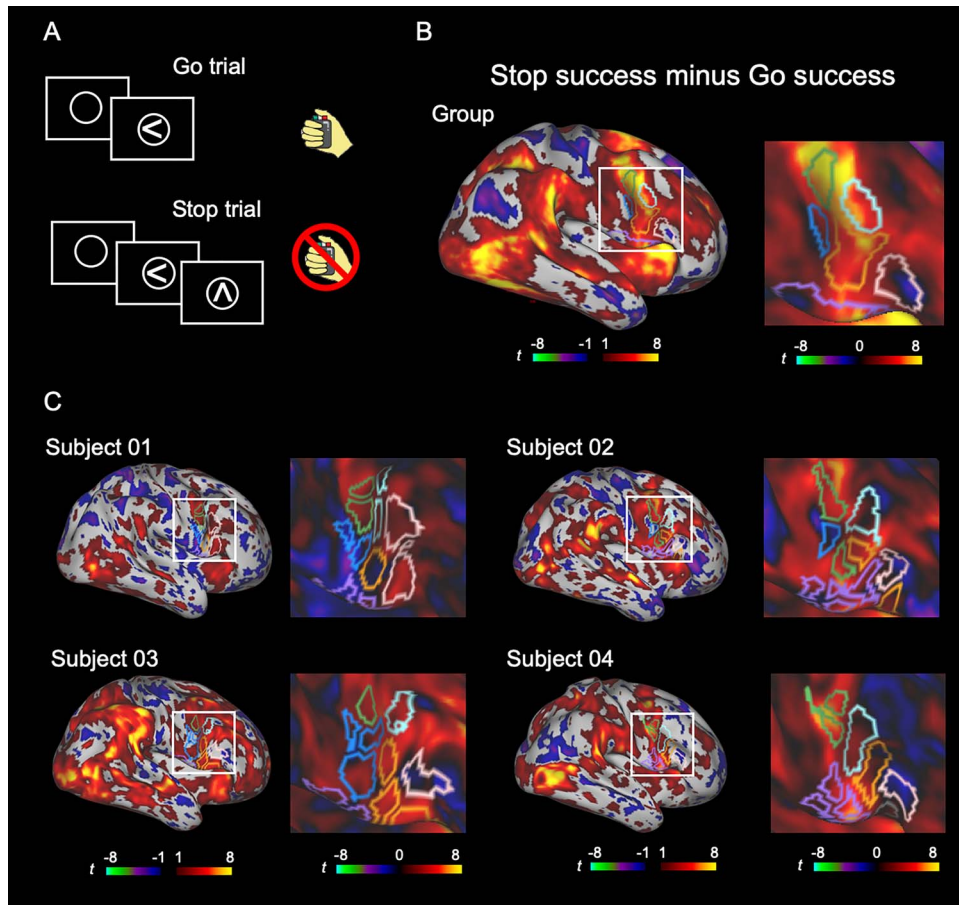 A
Go trial
Stop trial
B
Stop success minus Go success
Group
t -8 -1 1 8
t -8 0 8
C
Subject 01
Subject 02
Subject 03
Subject 04
t -8 -1 1 8
t -8 0 8
t -8 -1 1 8
t -8 0 8